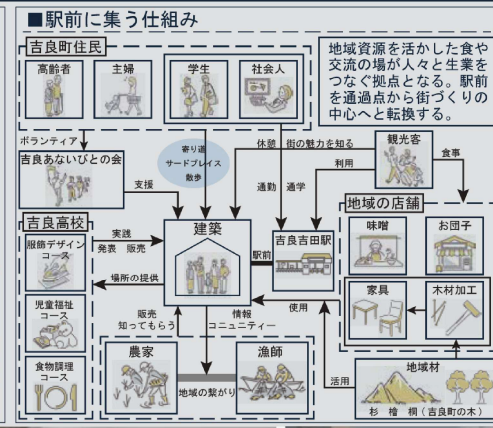 ■駅前に集う仕組み
吉良町住民
高齢者
主婦
学生
社会人
地域資源を活かした食や
交流の場が人々と生業を
つなぐ拠点となる。駅前
を通過点から街づくりの
中心へと転換する。
ボランティア
吉良あないびとの会
支援
寄り道
サードプレイス
散歩
休憩 街の魅力を知る
利用
通勤 通学
観光客
食事
吉良高校
服飾デザイン
コース
児童福祉
コース
食物調理
コース
実践
発表 販売
場所の提供
建築
駅前
吉良吉田駅
地域の店舗
味噌
お団子
家具
木材加工
使用
販売
知ってもらう
情報
コニュニティー
農家
漁師
地域の繋がり
活用
地域材
杉 檜 桐（吉良町の木）